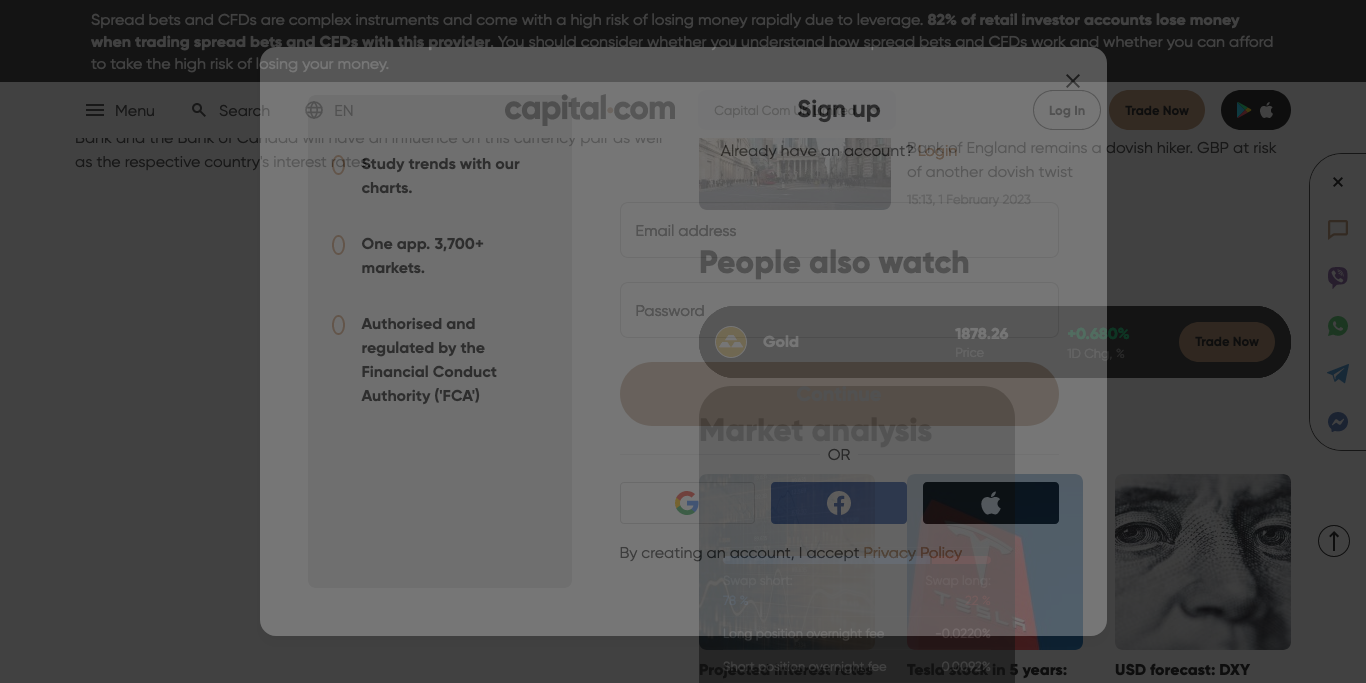 Spread bets and CFDs are complex instruments and come with a high risk of losing money rapidly due to leverage. 82% of retail investor accounts lose money
when trading spread bets and CFDs with this provider. You should consider whether you understand how spread bets and CFDs work and whether you can afford
to take the high risk of losing your money.
Menu
Search
EN
capital.com
Capital Com
Log In
Trade Now
Sign up
Already have an account? Login
Bank and the Bank of Canada will have an influence on this currency pair as well
as the respective country's interest rates.
Study trends with our
charts.
One app. 3,700+
markets.
Authorised and
regulated by the
Financial Conduct
Authority ('FCA')
Bank of England remains a dovish hiker. GBP at risk
of another dovish twist
15:13, 1 February 2023
Email address
People also watch
Password
Gold
1878.26
Price
+0.680%
1D Chg, %
Trade Now
Continue
Market analysis
OR
By creating an account, I accept Privacy Policy
Swap short:
Swap long:
TESLA
Long position overnight fee
-0.0220%
Short position overnight fee
0.0092%
Projected interest rates
Tesla stock in 5 years:
USD forecast: DXY